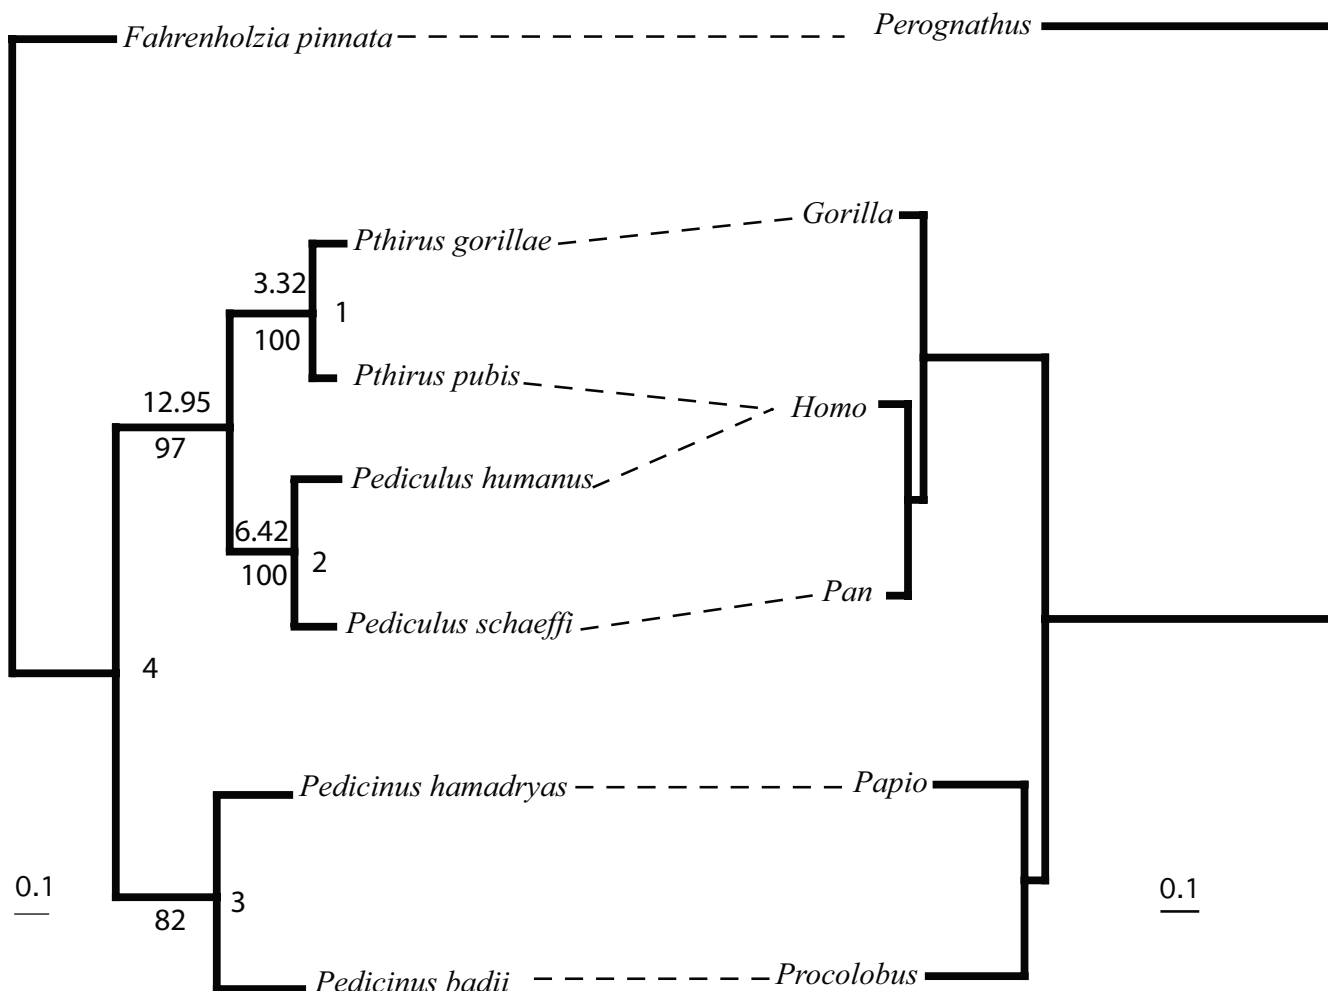 Fahrenholzia pinnata
Perognathus
Pthirus gorillae
Gorilla
3.32
1
100
Pthirus pubis
12.95
97
Homo
Pediculus humanus
6.42
2
100
Pan
Pediculus schaeffi
4
Pedicinus hamadryas
Papio
0.1
0.1
3
82
Pedicinus badii
Procolobus